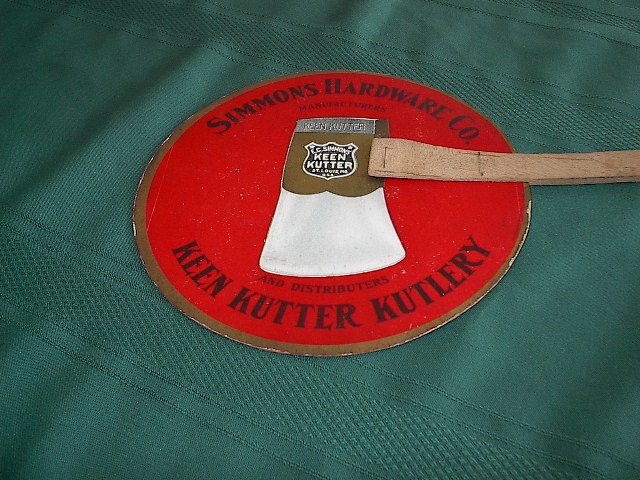 SIMMONS HARDWARE CO.
MANUFACTURERS
KEEN KUTTER
E.C. SIMMONS
KEEN
KUTTER
ST. LOUIS, MO.
U.S.A.
AND DISTRIBUTERS
KEEN KUTTER KUTLERY